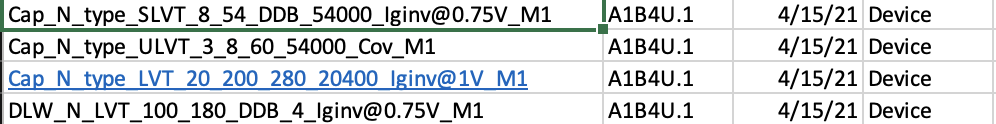 Cap_N_type_SLVT_8_54_DDB_54000_Iginv@0.75V_M1 A1B4U.1 4/15/21 Device
Cap_N_type_ULVT_3_8_60_54000_Cov_M1 A1B4U.1 4/15/21 Device
Cap_N_type_LVT_20_200_280_20400_Iginv@1V_M1 A1B4U.1 4/15/21 Device
DLW_N_LVT_100_180_DDB_4_Iginv@0.75V_M1 A1B4U.1 4/15/21 Device